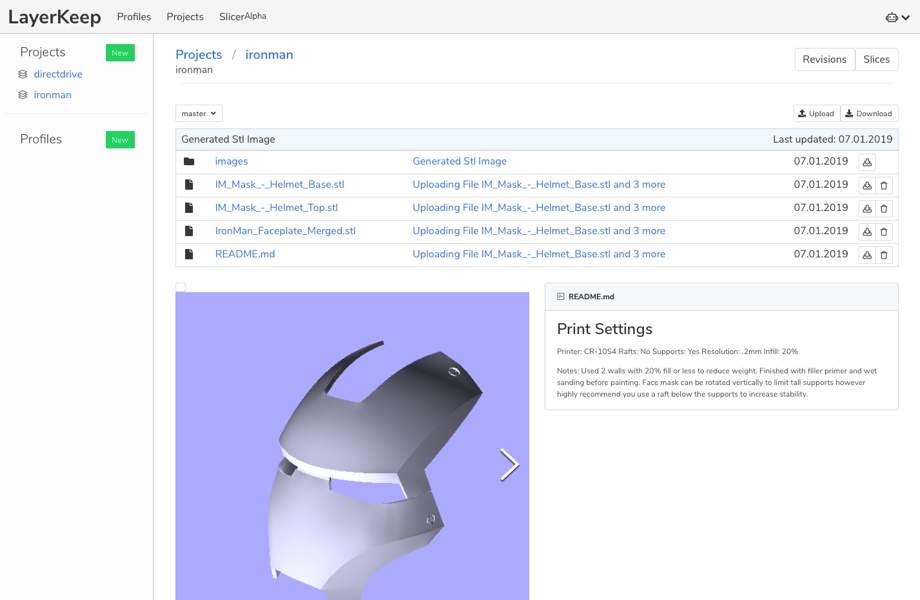 LayerKeep Profiles Projects SlicerAlpha
Projects New
directdrive
ironman
Profiles New
Projects / ironman
ironman
Revisions Slices
master Upload Download
Generated Stl Image Last updated: 07.01.2019
images Generated Stl Image 07.01.2019
IM_Mask_-_Helmet_Base.stl Uploading File IM_Mask_-_Helmet_Base.stl and 3 more 07.01.2019
IM_Mask_-_Helmet_Top.stl Uploading File IM_Mask_-_Helmet_Base.stl and 3 more 07.01.2019
IronMan_Faceplate_Merged.stl Uploading File IM_Mask_-_Helmet_Base.stl and 3 more 07.01.2019
README.md Uploading File IM_Mask_-_Helmet_Base.stl and 3 more 07.01.2019
README.md
Print Settings
Printer: CR-10S4 Rafts: No Supports: Yes Resolution: .2mm Infill: 20%
Notes: Used 2 walls with 20% fill or less to reduce weight. Finished with filler primer and wet
sanding before painting. Face mask can be rotated vertically to limit tall supports however
highly recommend you use a raft below the supports to increase stability.